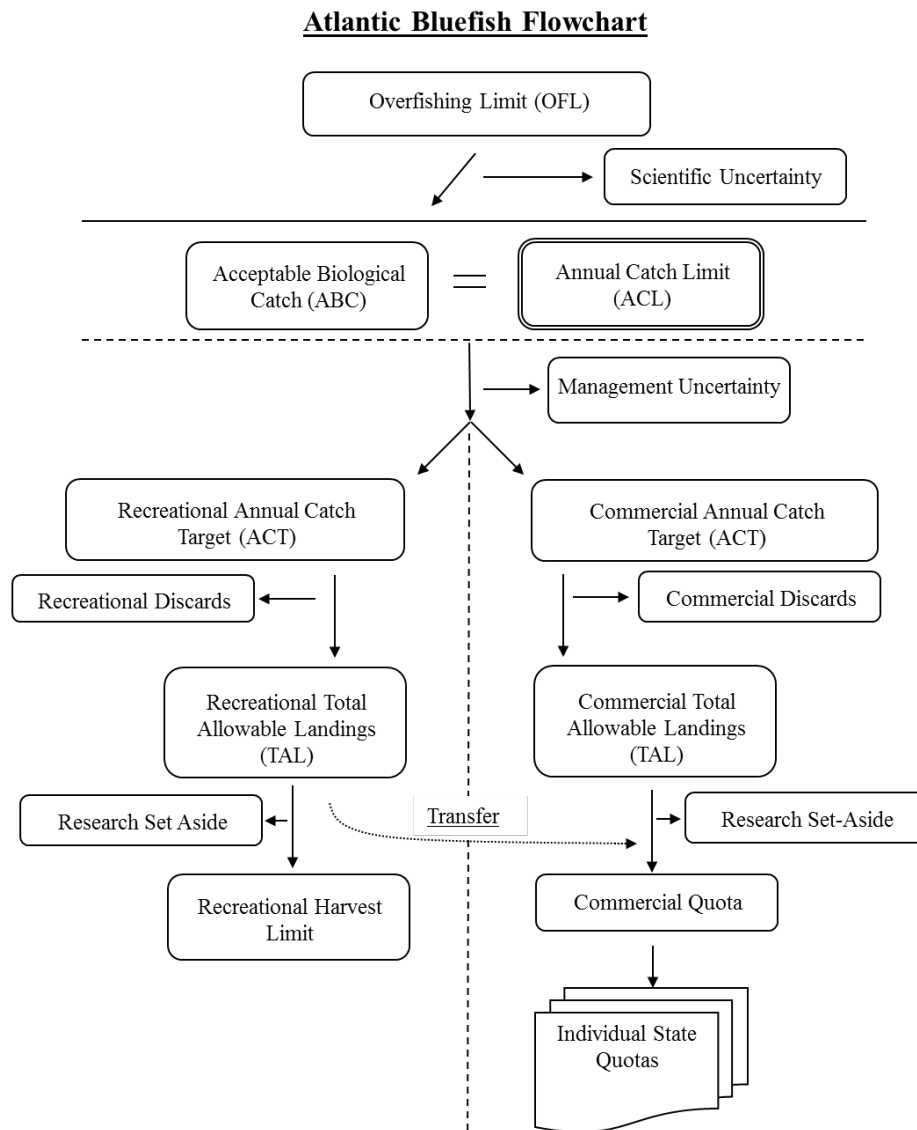 Atlantic Bluefish Flowchart
Overfishing Limit (OFL)
Scientific Uncertainty
Acceptable Biological
Catch (ABC)
=
Annual Catch Limit
(ACL)
Management Uncertainty
Recreational Annual Catch
Target (ACT)
Commercial Annual Catch
Target (ACT)
Recreational Discards
Commercial Discards
Recreational Total
Allowable Landings
(TAL)
Commercial Total
Allowable Landings
(TAL)
Research Set Aside
Transfer
Research Set-Aside
Recreational Harvest
Limit
Commercial Quota
Individual State
Quotas